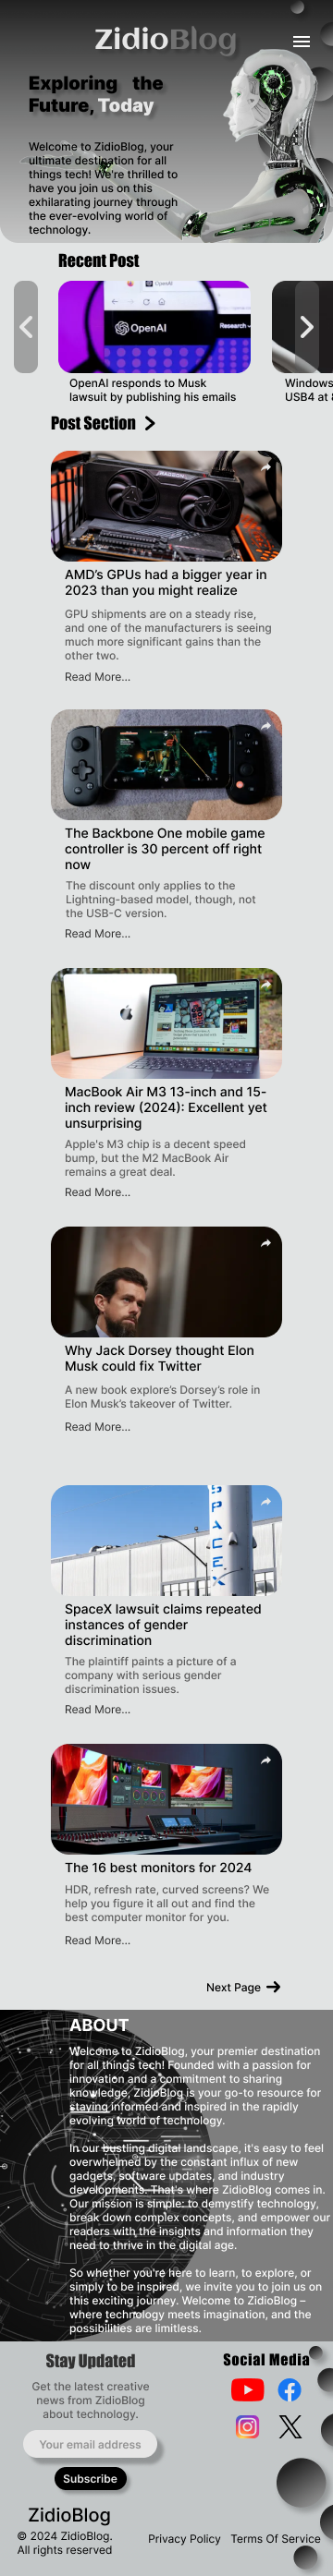 ZidioBlog
Exploring the
Future, Today
Welcome to ZidioBlog, your
ultimate destination for all
things tech! We're thrilled to
have you join us on this
exhilarating journey through
the ever-evolving world of
technology.
Recent Post
OpenAI
OpenAI
Research
OpenAI responds to Musk
lawsuit by publishing his emails
Windows
USB4 at
Post Section
RADEON
AMD's GPUs had a bigger year in
2023 than you might realize
GPU shipments are on a steady rise,
and one of the manufacturers is seeing
much more significant gains than the
other two.
Read More...
The Backbone One mobile game
controller is 30 percent off right
now
The discount only applies to the
Lightning-based model, though, not
the USB-C version.
Read More...
MacBook Air M3 13-inch and 15-
inch review (2024): Excellent yet
unsurprising
Apple's M3 chip is a decent speed
bump, but the M2 MacBook Air
remains a great deal.
Read More...
Why Jack Dorsey thought Elon
Musk could fix Twitter
A new book explore's Dorsey's role in
Elon Musk's takeover of Twitter.
Read More...
SPACEX
SpaceX lawsuit claims repeated
instances of gender
discrimination
The plaintiff paints a picture of a
company with serious gender
discrimination issues.
Read More...
The 16 best monitors for 2024
HDR, refresh rate, curved screens? We
help you figure it all out and find the
best computer monitor for you.
Read More...
Next Page
ABOUT
Welcome to ZidioBlog, your premier destination
for all things tech! Founded with a passion for
innovation and a commitment to sharing
knowledge, ZidioBlog is your go-to resource for
staying informed and inspired in the rapidly
evolving world of technology.
In our bustling digital landscape, it's easy to feel
overwhelmed by the constant influx of new
gadgets, software updates, and industry
developments. That's where ZidioBlog comes in.
Our mission is simple: to demystify technology,
break down complex concepts, and empower our
readers with the insights and information they
need to thrive in the digital age.
So whether you're here to learn, to explore, or
simply to be inspired, we invite you to join us on
this exciting journey. Welcome to ZidioBlog –
where technology meets imagination, and the
possibilities are limitless.
Stay Updated
Get the latest creative
news from ZidioBlog
about technology.
Your email address
Subscribe
Social Media
ZidioBlog
© 2024 ZidioBlog.
All rights reserved
Privacy Policy
Terms Of Service